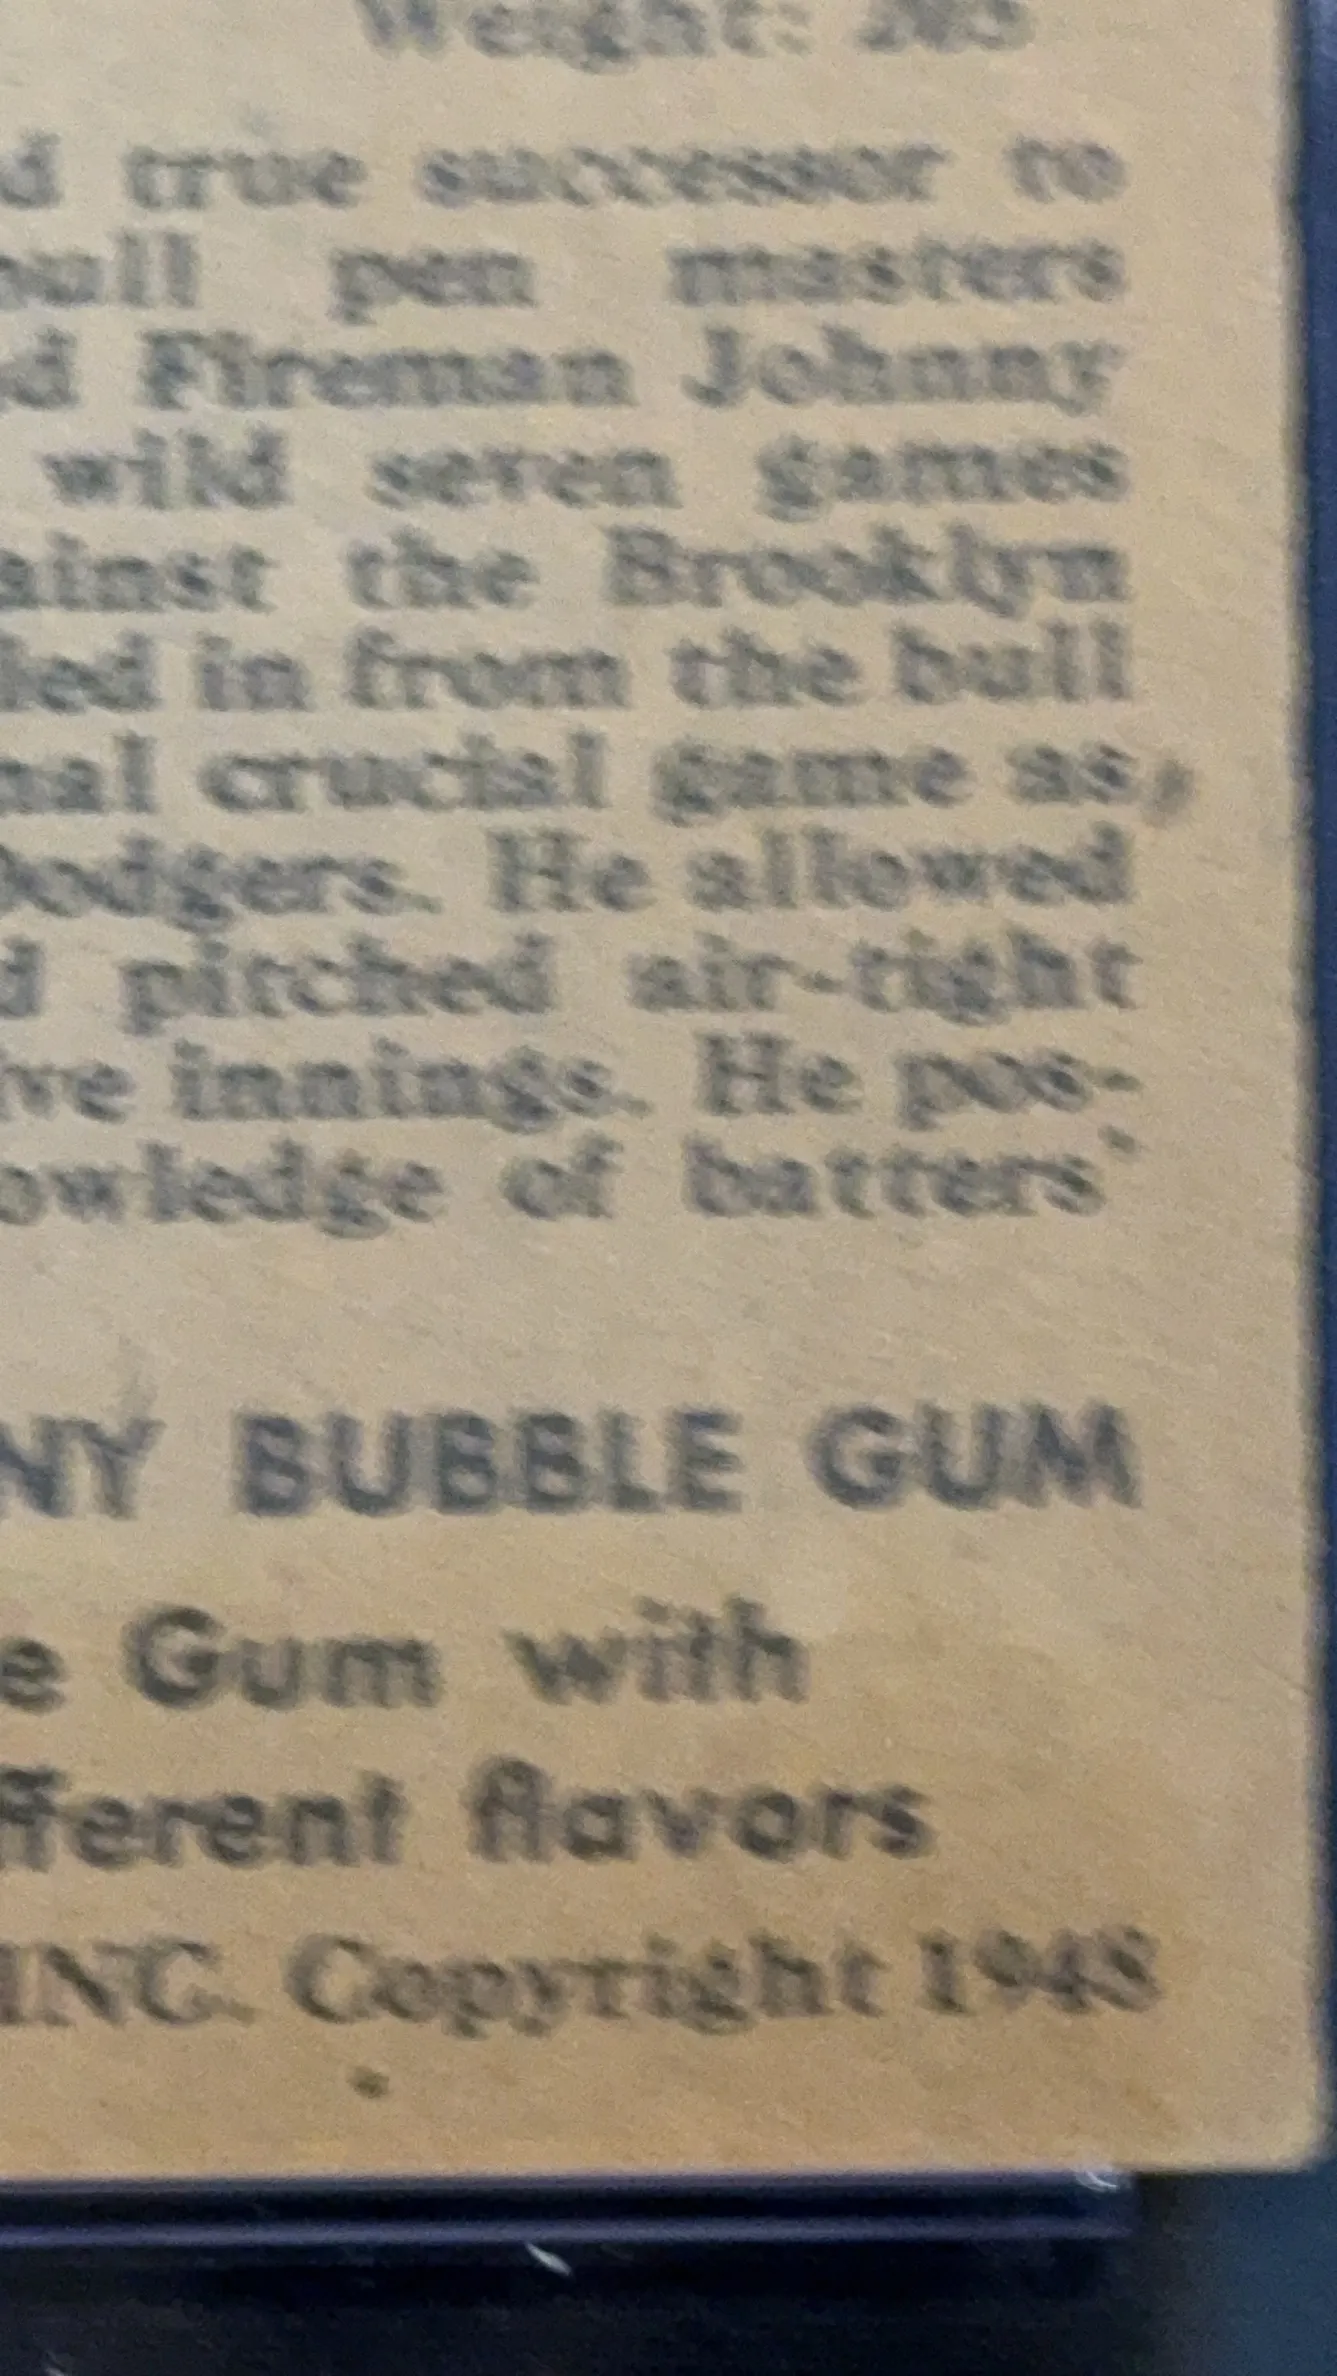 Weight: 205
d true successor to
bull pen masters
d Fireman Johnny
wild seven games
ainst the Brooklyn
led in from the bull
nal crucial game as,
Dodgers. He allowed
d pitched air-tight
ive innings. He pos-
owledge of batters'
NY BUBBLE GUM
e Gum with
fferent flavors
INC. Copyright 1948